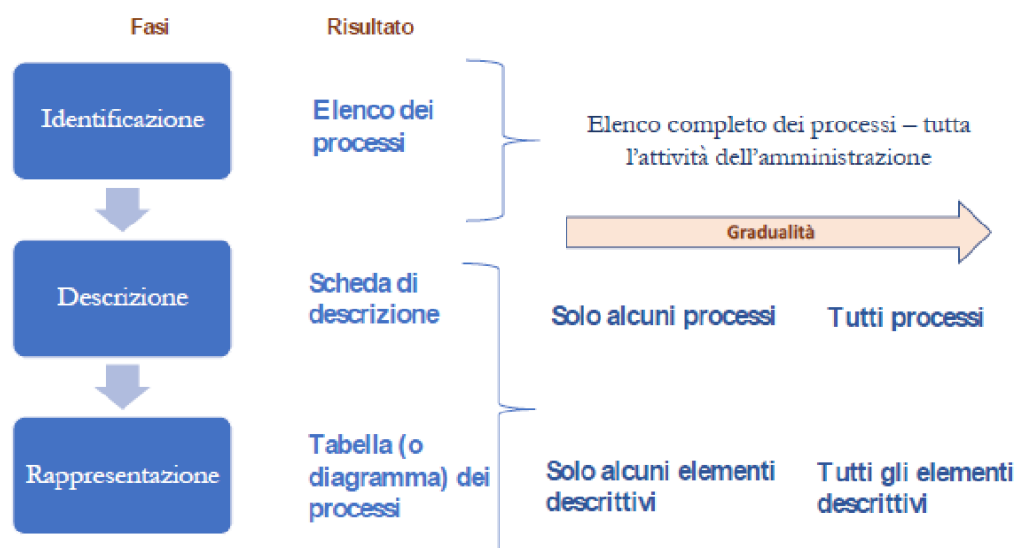 Fasi
Risultato
Identificazione
Elenco dei
processi
Elenco completo dei processi – tutta
l'attività dell'amministrazione
Gradualità
Descrizione
Scheda di
descrizione
Solo alcuni processi
Tutti processi
Rappresentazione
Tabella (o
diagramma) dei
processi
Solo alcuni elementi
descrittivi
Tutti gli elementi
descrittivi